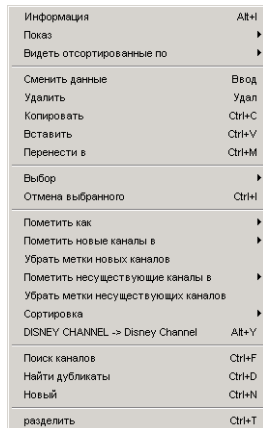 Информация Alt+I
Показ
Видеть отсортированные по
Сменить данные Ввод
Удалить Удал
Копировать Ctrl+C
Вставить Ctrl+V
Перенести в Ctrl+M
Выбор
Отмена выбранного Ctrl+I
Пометить как
Пометить новые каналы в
Убрать метки новых каналов
Пометить несуществующие каналы в
Убрать метки несуществующих каналов
Сортировка
DISNEY CHANNEL -> Disney Channel Alt+Y
Поиск каналов Ctrl+F
Найти дубликаты Ctrl+D
Новый Ctrl+N
разделить Ctrl+T